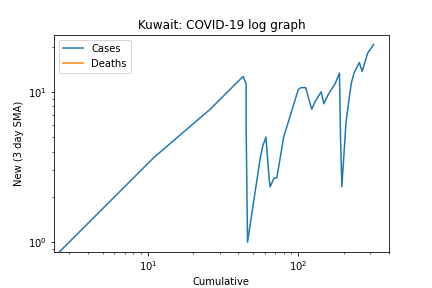 Kuwait: COVID-19 log graph
Cases
Deaths
New (3 day SMA)
10¹
10⁰
10¹
10²
Cumulative